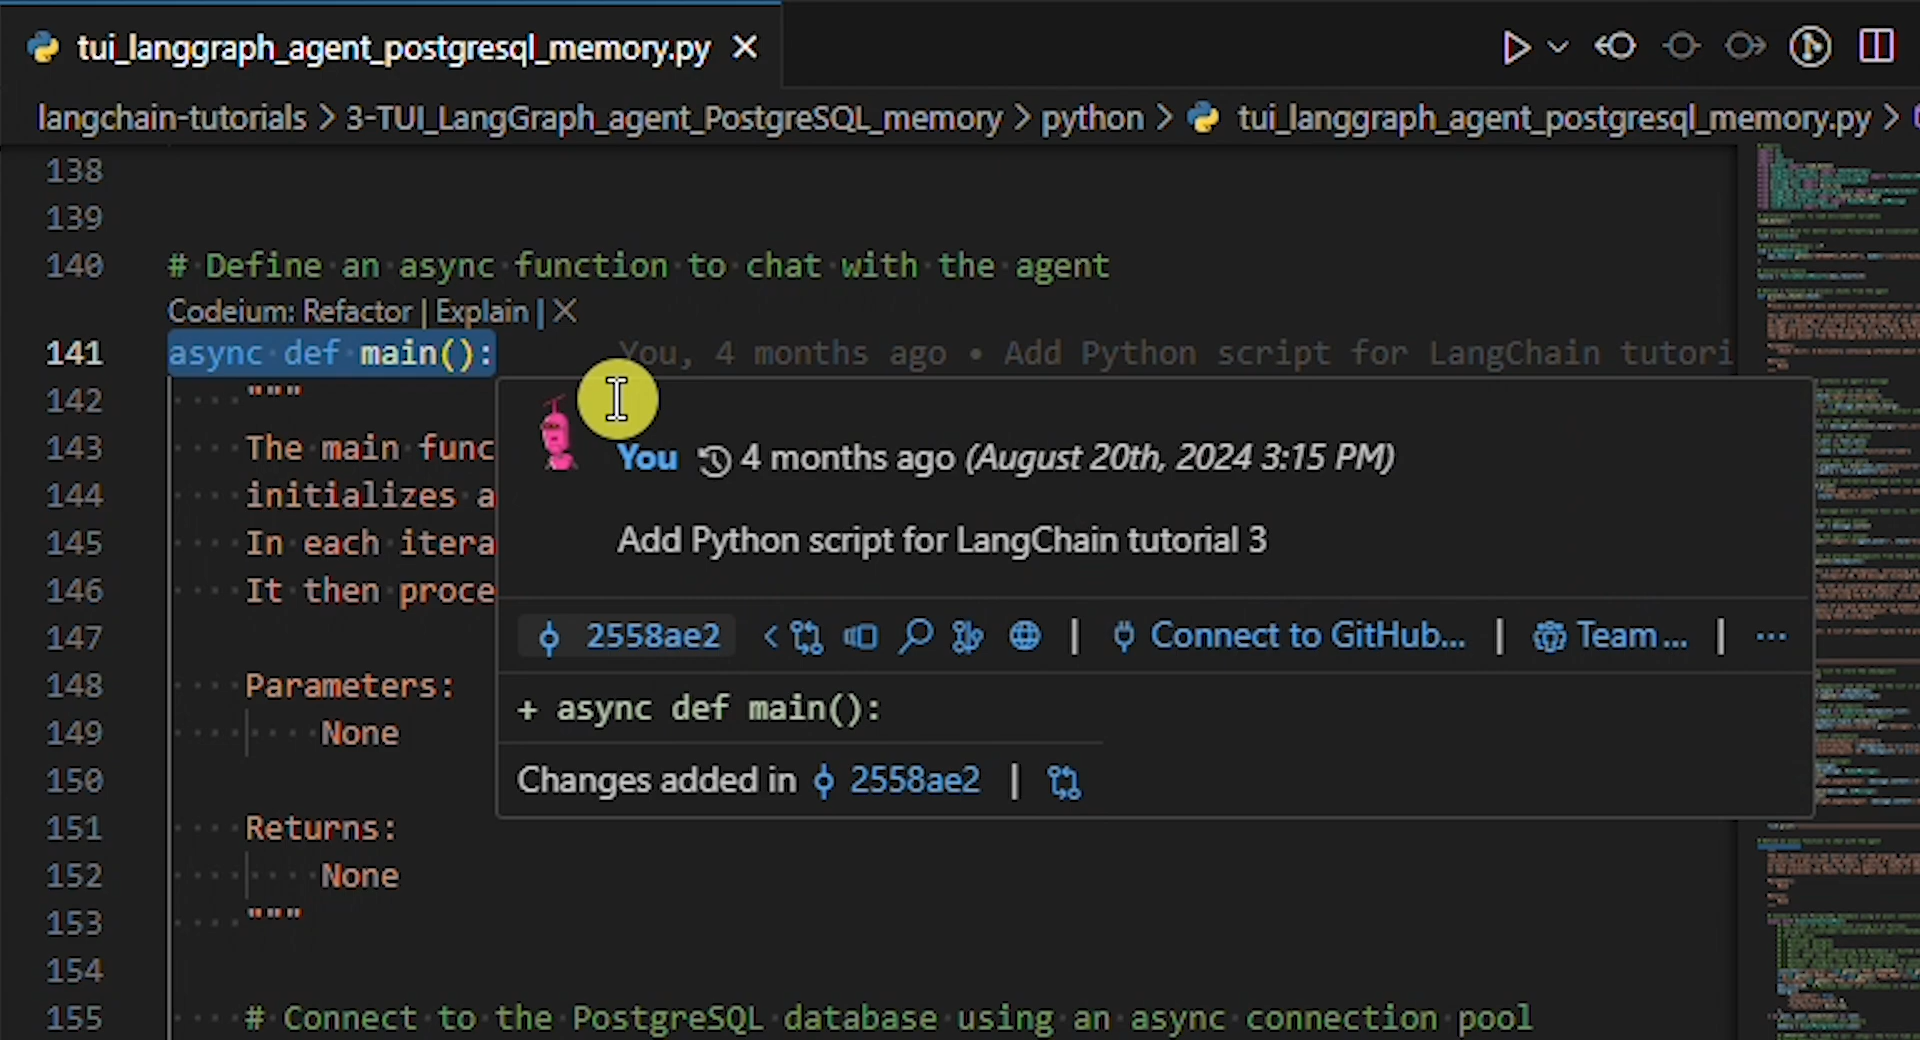 tui_langgraph_agent_postgresql_memory.py
langchain-tutorials > 3-TUI_LangGraph_agent_PostgreSQL_memory > python > tui_langgraph_agent_postgresql_memory.py >
138
139
140 # Define an async function to chat with the agent
Codeium: Refactor | Explain | X
141 async def main(): You, 4 months ago • Add Python script for LangChain tutori
142 """
143 The main func
144 initializes a
145 In each itera
146 It then proce
147
148 Parameters:
149 None
150
151 Returns:
152 None
153 """
154
155 # Connect to the PostgreSQL database using an async connection pool
You 4 months ago (August 20th, 2024 3:15 PM)
Add Python script for LangChain tutorial 3
2558ae2 | Connect to GitHub... | Team... | ...
+ async def main():
Changes added in 2558ae2 |